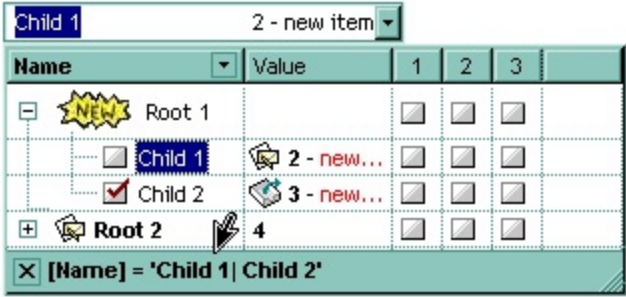 Child 1 2 - new item
Name Value 1 2 3
NEW Root 1
Child 1 2 - new...
Child 2 3 - new...
Root 2 4
[Name] = 'Child 1| Child 2'